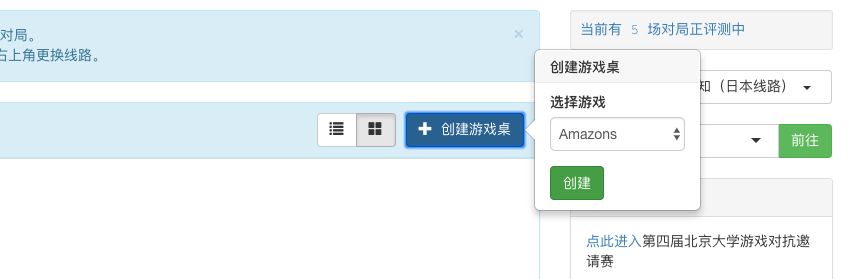 对局。
右上角更换线路。
×
当前有 5 场对局正评测中
创建游戏桌
知（日本线路）
创建游戏桌
选择游戏
Amazons
创建
前往
点此进入第四届北京大学游戏对抗邀
请赛